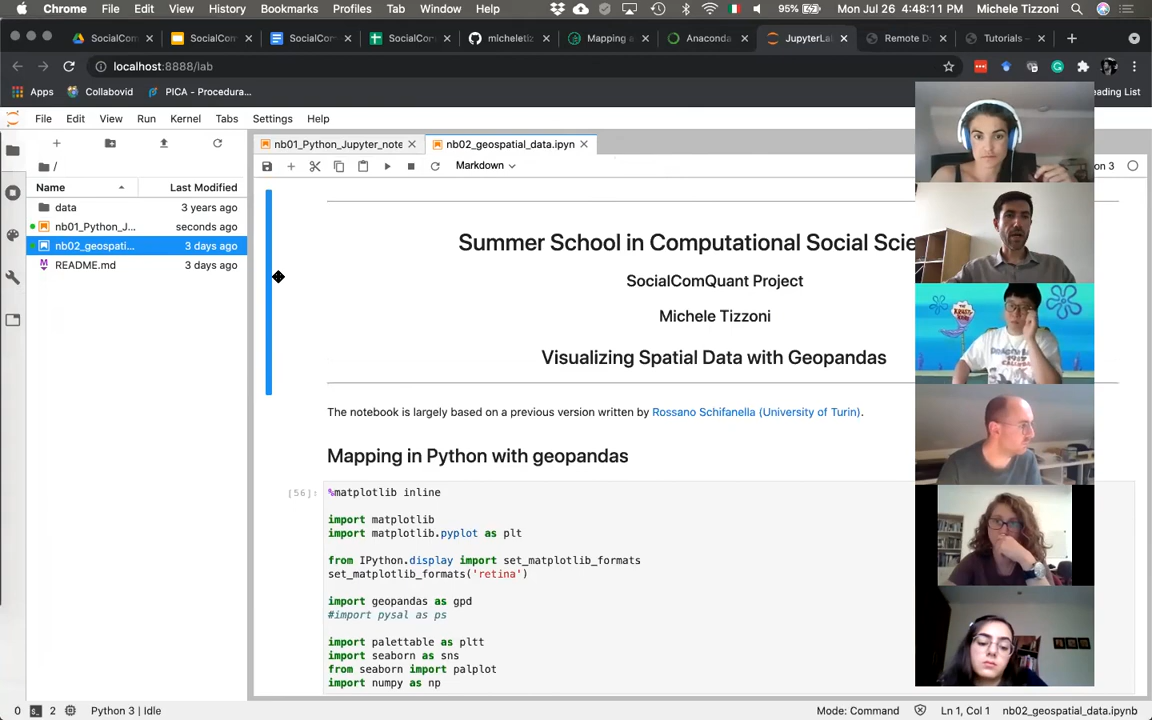 Chrome File Edit View History Bookmarks Profiles Tab Window Help 95% Mon Jul 26 4:48:11 PM Michele Tizzoni
SocialCom SocialCom SocialCom SocialCom micheletiz Mapping a Anaconda JupyterLa Remote D Tutorials –
localhost:8888/lab
Apps Collabovid PICA - Procedura... eading List
File Edit View Run Kernel Tabs Settings Help
nb01_Python_Jupyter_note nb02_geospatial_data.ipyn
/ Markdown on 3
Name Last Modified
data 3 years ago
nb01_Python_J... seconds ago
nb02_geospati... 3 days ago
README.md 3 days ago
Summer School in Computational Social Scie
SocialComQuant Project
Michele Tizzoni
Visualizing Spatial Data with Geopandas
The notebook is largely based on a previous version written by Rossano Schifanella (University of Turin).
Mapping in Python with geopandas
[56]: %matplotlib inline
import matplotlib
import matplotlib.pyplot as plt
from IPython.display import set_matplotlib_formats
set_matplotlib_formats('retina')
import geopandas as gpd
#import pysal as ps
import palettable as pltt
import seaborn as sns
from seaborn import palplot
import numpy as np
0 2 Python 3 | Idle Mode: Command Ln 1, Col 1 nb02_geospatial_data.ipynb